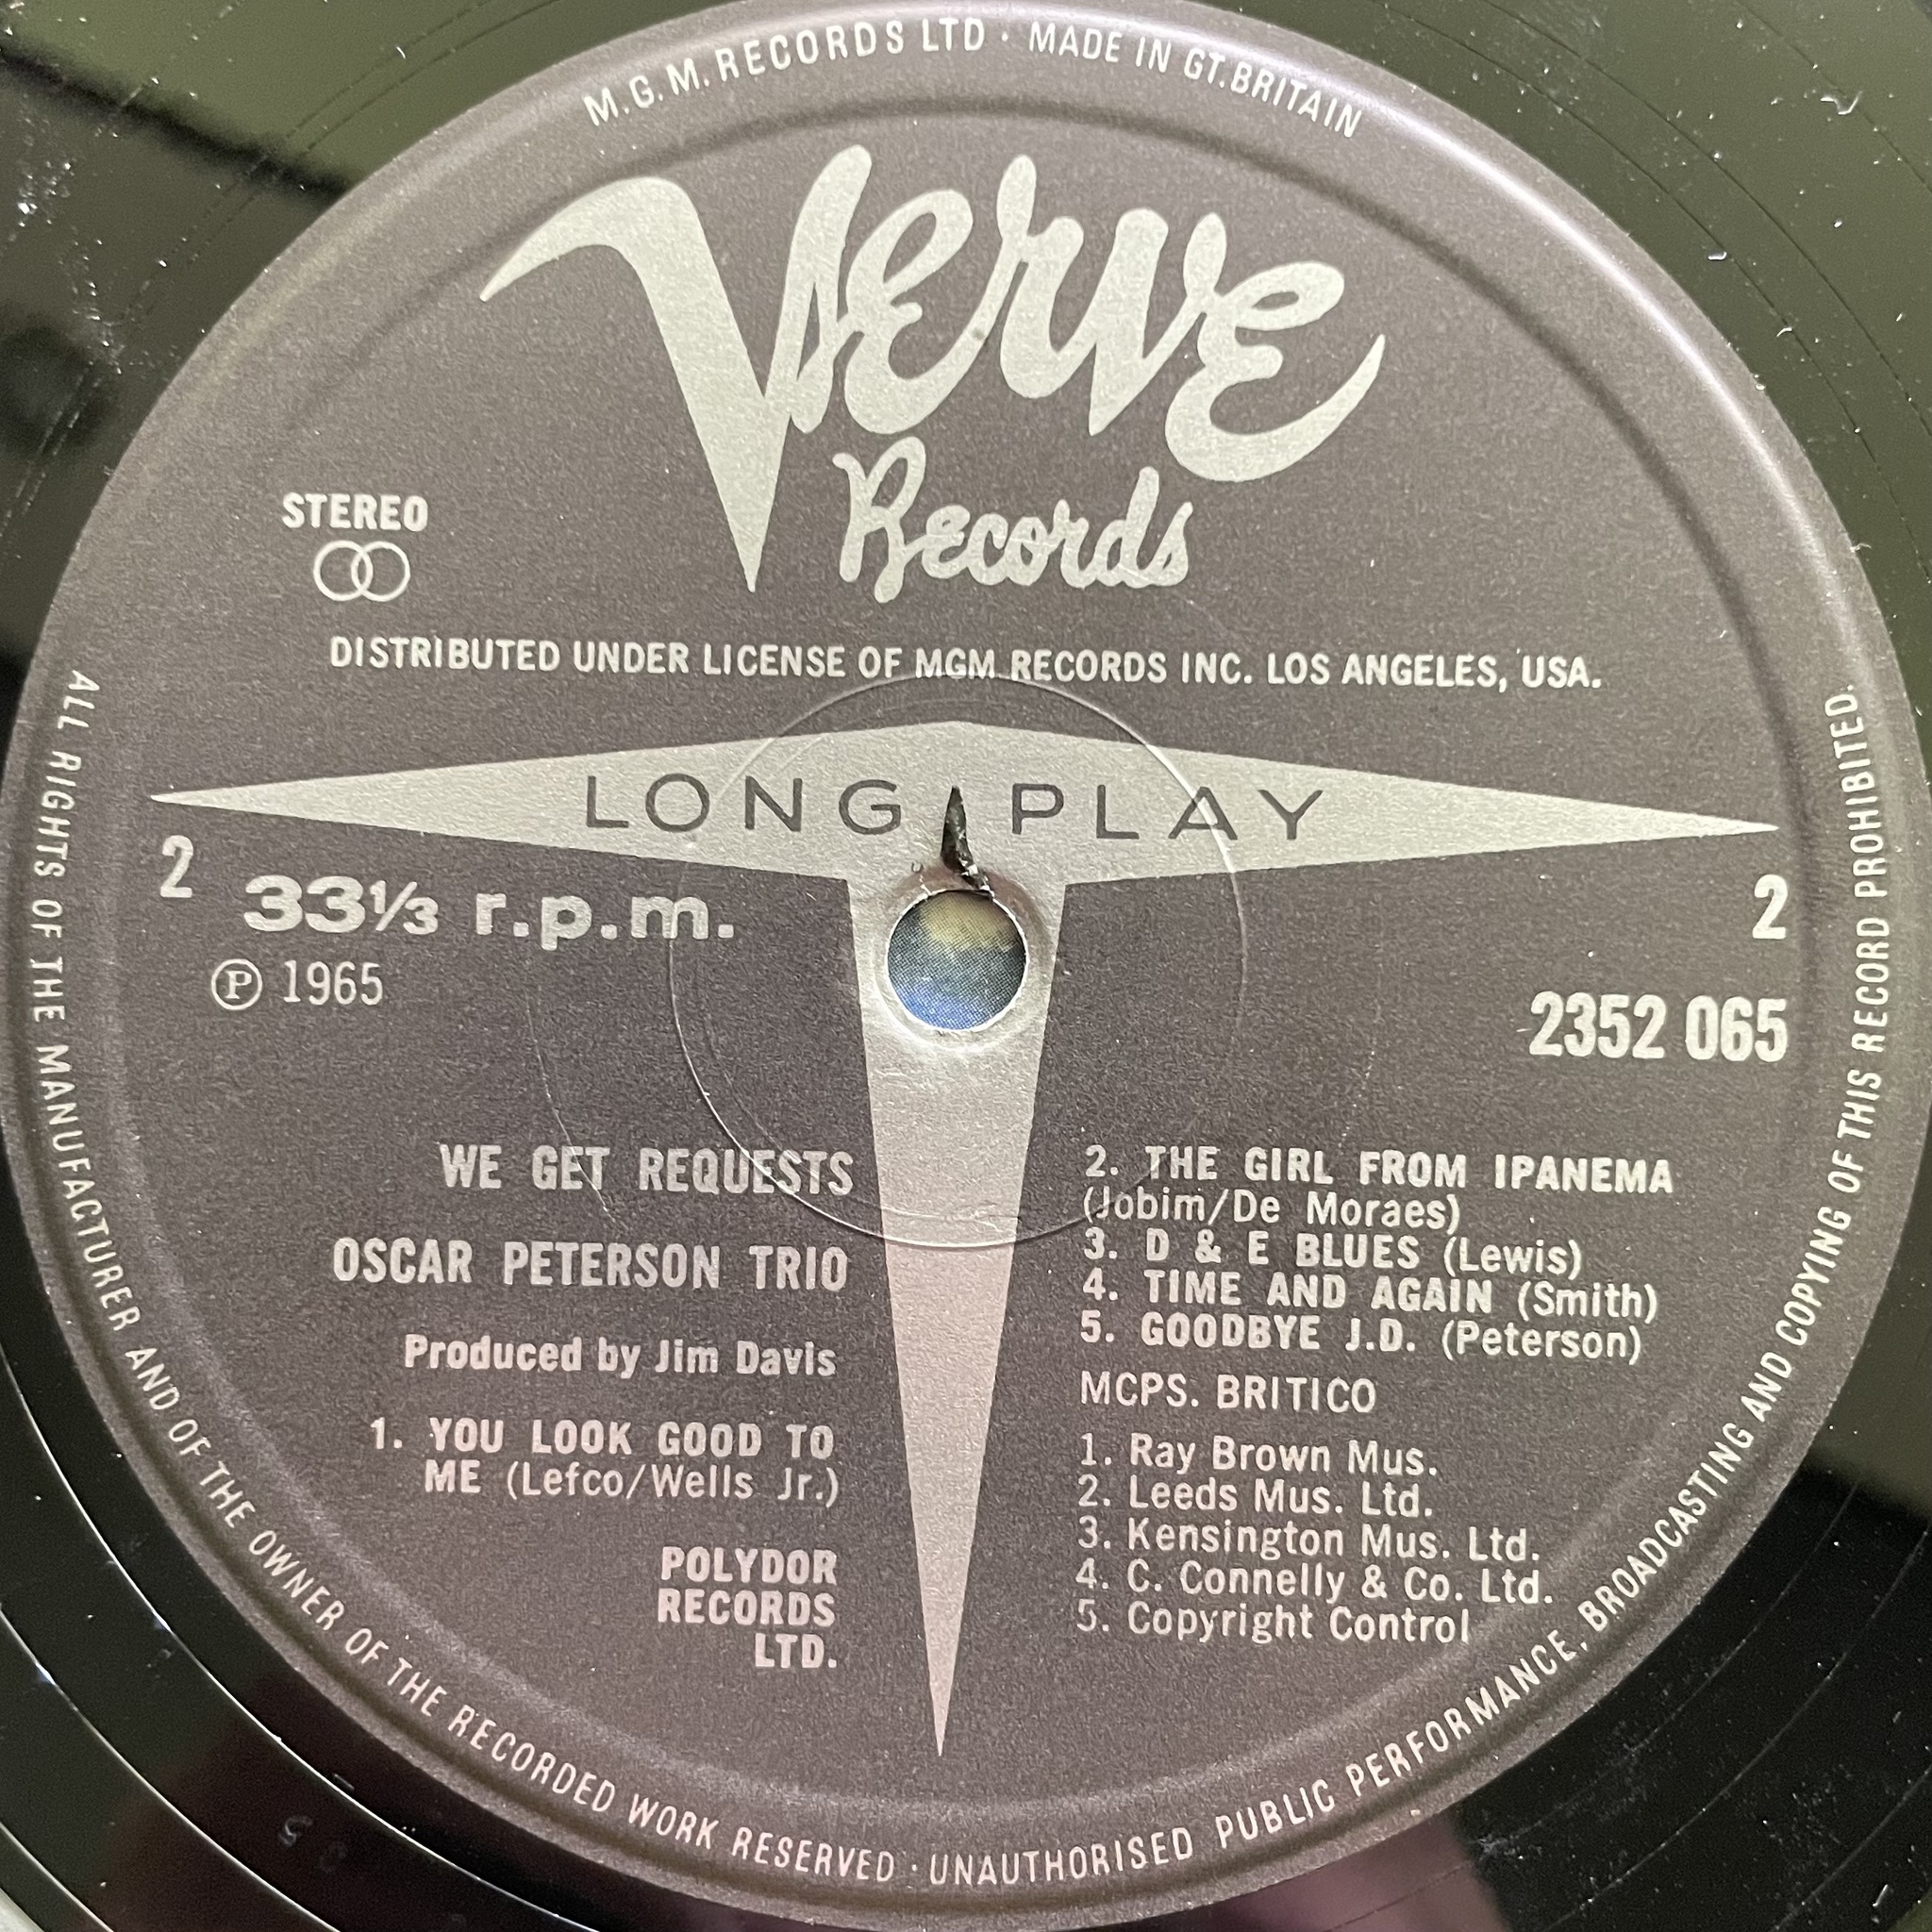 M.G.M. RECORDS LTD · MADE IN GT.BRITAIN
Verve
Records
STEREO
DISTRIBUTED UNDER LICENSE OF MGM RECORDS INC. LOS ANGELES, USA.
LONG PLAY
2
33⅓ r.p.m.
Ⓟ 1965
2
2352 065
WE GET REQUESTS
OSCAR PETERSON TRIO
Produced by Jim Davis
1. YOU LOOK GOOD TO
ME (Lefco/Wells Jr.)
POLYDOR
RECORDS
LTD.
2. THE GIRL FROM IPANEMA
(Jobim/De Moraes)
3. D & E BLUES (Lewis)
4. TIME AND AGAIN (Smith)
5. GOODBYE J.D. (Peterson)
MCPS. BRITICO
1. Ray Brown Mus.
2. Leeds Mus. Ltd.
3. Kensington Mus. Ltd.
4. C. Connelly & Co. Ltd.
5. Copyright Control
ALL RIGHTS OF THE MANUFACTURER AND OF THE OWNER OF THE RECORDED WORK RESERVED · UNAUTHORISED PUBLIC PERFORMANCE, BROADCASTING AND COPYING OF THIS RECORD PROHIBITED.